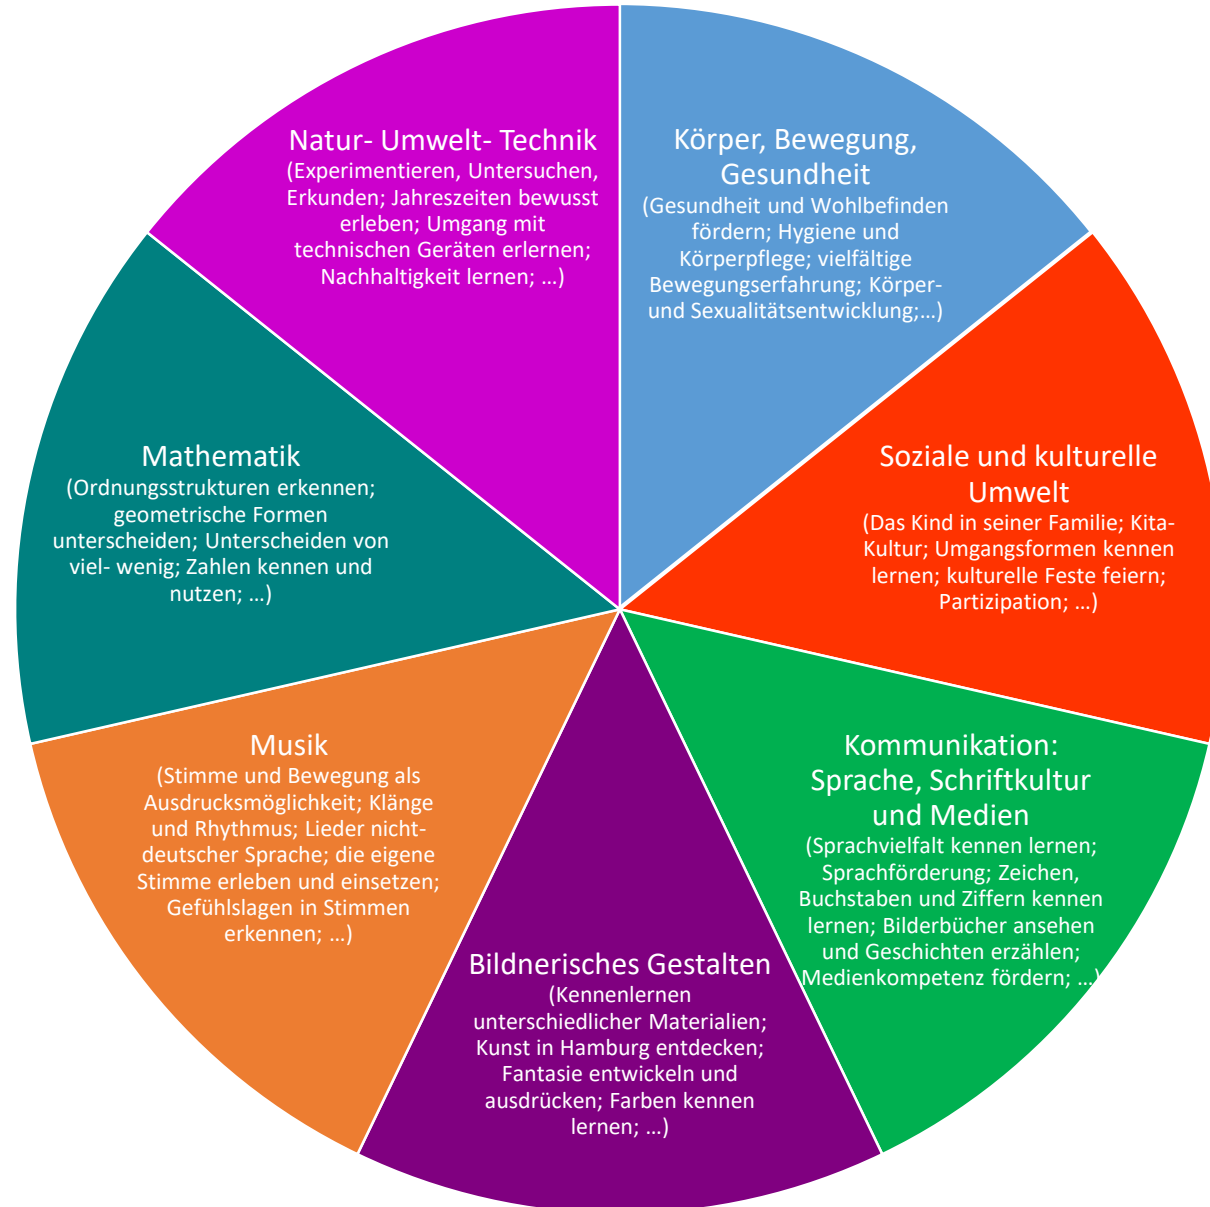 Körper, Bewegung,
Gesundheit
(Gesundheit und Wohlbefinden
fördern; Hygiene und
Körperpflege; vielfältige
Bewegungserfahrung; Körper-
und Sexualitätsentwicklung;...)
Soziale und kulturelle
Umwelt
(Das Kind in seiner Familie; Kita-
Kultur; Umgangsformen kennen
lernen; kulturelle Feste feiern;
Partizipation; ...)
Kommunikation:
Sprache, Schriftkultur
und Medien
(Sprachvielfalt kennen lernen;
Sprachförderung; Zeichen,
Buchstaben und Ziffern kennen
lernen; Bilderbücher ansehen
und Geschichten erzählen;
Medienkompetenz fördern; ...)
Bildnerisches Gestalten
(Kennenlernen
unterschiedlicher Materialien;
Kunst in Hamburg entdecken;
Fantasie entwickeln und
ausdrücken; Farben kennen
lernen; ...)
Musik
(Stimme und Bewegung als
Ausdrucksmöglichkeit; Klänge
und Rhythmus; Lieder nicht-
deutscher Sprache; die eigene
Stimme erleben und einsetzen;
Gefühlslagen in Stimmen
erkennen; ...)
Mathematik
(Ordnungsstrukturen erkennen;
geometrische Formen
unterscheiden; Unterscheiden von
viel- wenig; Zahlen kennen und
nutzen; ...)
Natur- Umwelt- Technik
(Experimentieren, Untersuchen,
Erkunden; Jahreszeiten bewusst
erleben; Umgang mit
technischen Geräten erlernen;
Nachhaltigkeit lernen; ...)